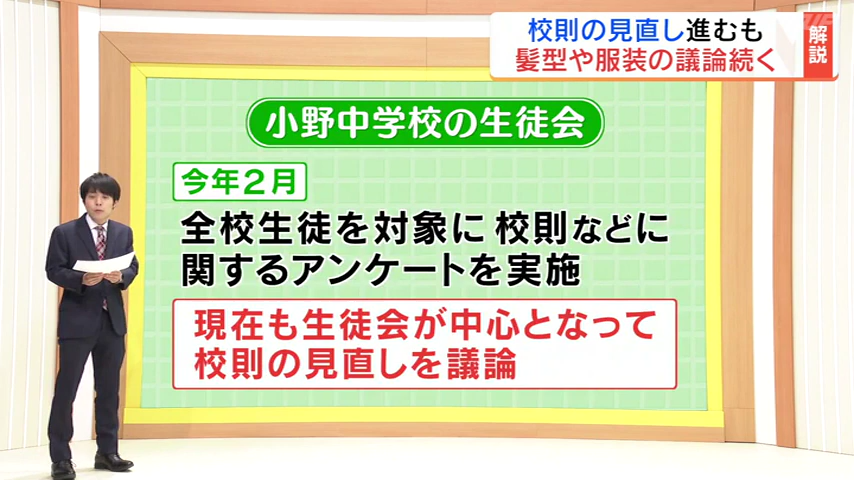 校則の見直し進むも
髪型や服装の議論続く
解説
小野中学校の生徒会
今年2月
全校生徒を対象に 校則などに
関するアンケートを実施
現在も生徒会が中心となって
校則の見直しを議論